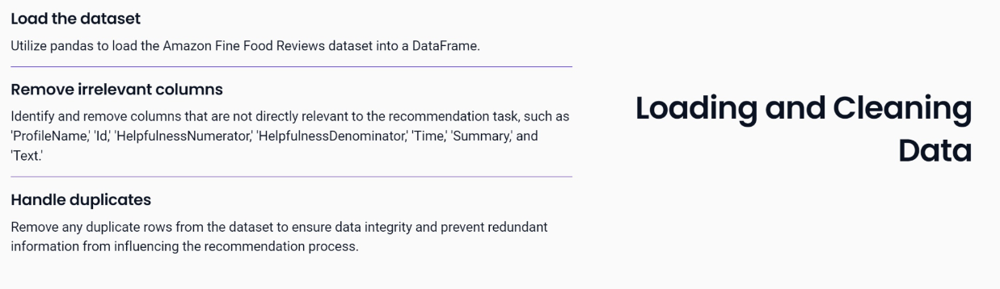 Load the dataset
Utilize pandas to load the Amazon Fine Food Reviews dataset into a DataFrame.
Remove irrelevant columns
Identify and remove columns that are not directly relevant to the recommendation task, such as
'ProfileName,' 'Id,' 'HelpfulnessNumerator,' 'HelpfulnessDenominator,' 'Time,' 'Summary,' and
'Text.'
Handle duplicates
Remove any duplicate rows from the dataset to ensure data integrity and prevent redundant
information from influencing the recommendation process.
Loading and Cleaning
Data